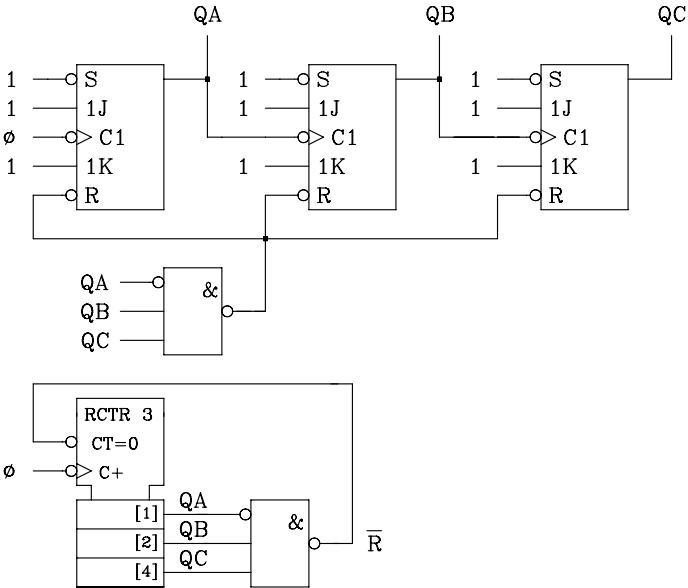 QA QB QC
1 S 1 S 1 S
1 1J 1 1J 1 1J
ø C1 C1 C1
1 1K 1 1K 1 1K
R R R
QA
QB &
QC
RCTR 3
CT=0
ø C+
[1] QA
[2] QB &
[4] QC
R̅